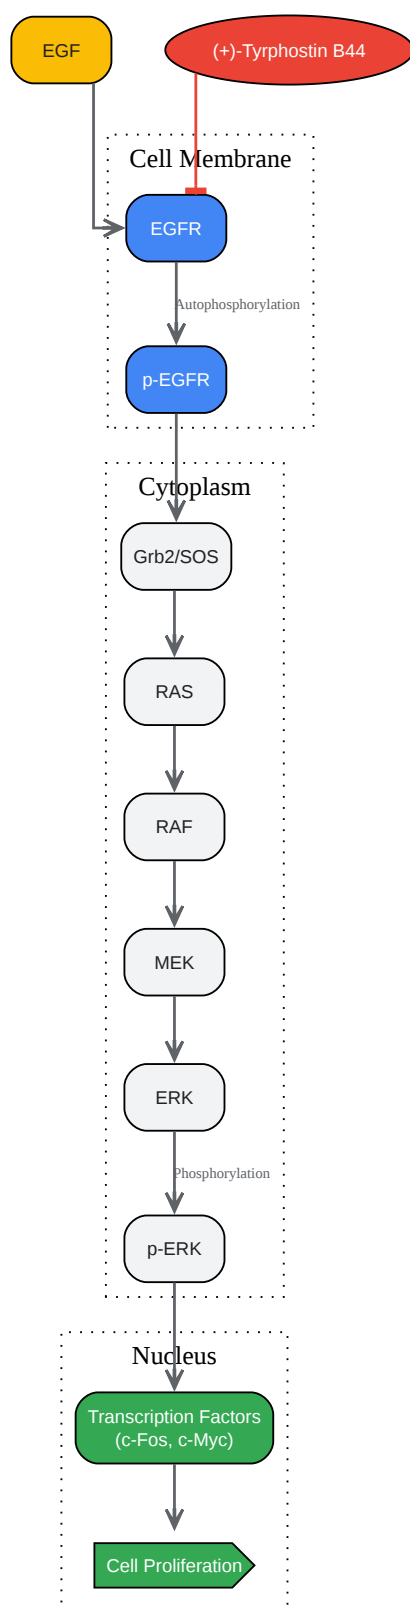 EGF
(+)-Tyrphostin B44
Cell Membrane
EGFR
Autophosphorylation
p-EGFR
Cytoplasm
Grb2/SOS
RAS
RAF
MEK
ERK
Phosphorylation
p-ERK
Nucleus
Transcription Factors
(c-Fos, c-Myc)
Cell Proliferation